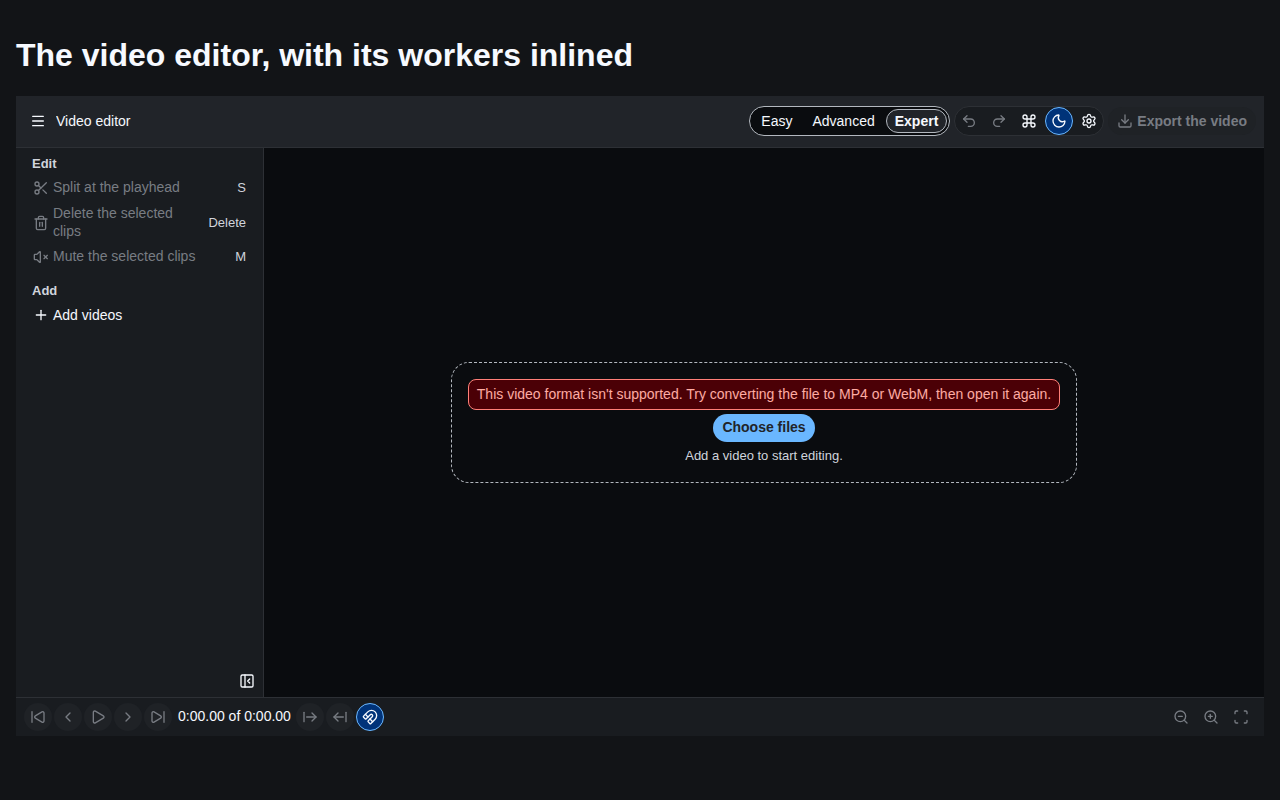 The video editor, with its workers inlined
Video editor
Easy Advanced Expert
Export the video
Edit
Split at the playhead S
Delete the selected clips Delete
Mute the selected clips M
Add
Add videos
This video format isn't supported. Try converting the file to MP4 or WebM, then open it again.
Choose files
Add a video to start editing.
0:00.00 of 0:00.00